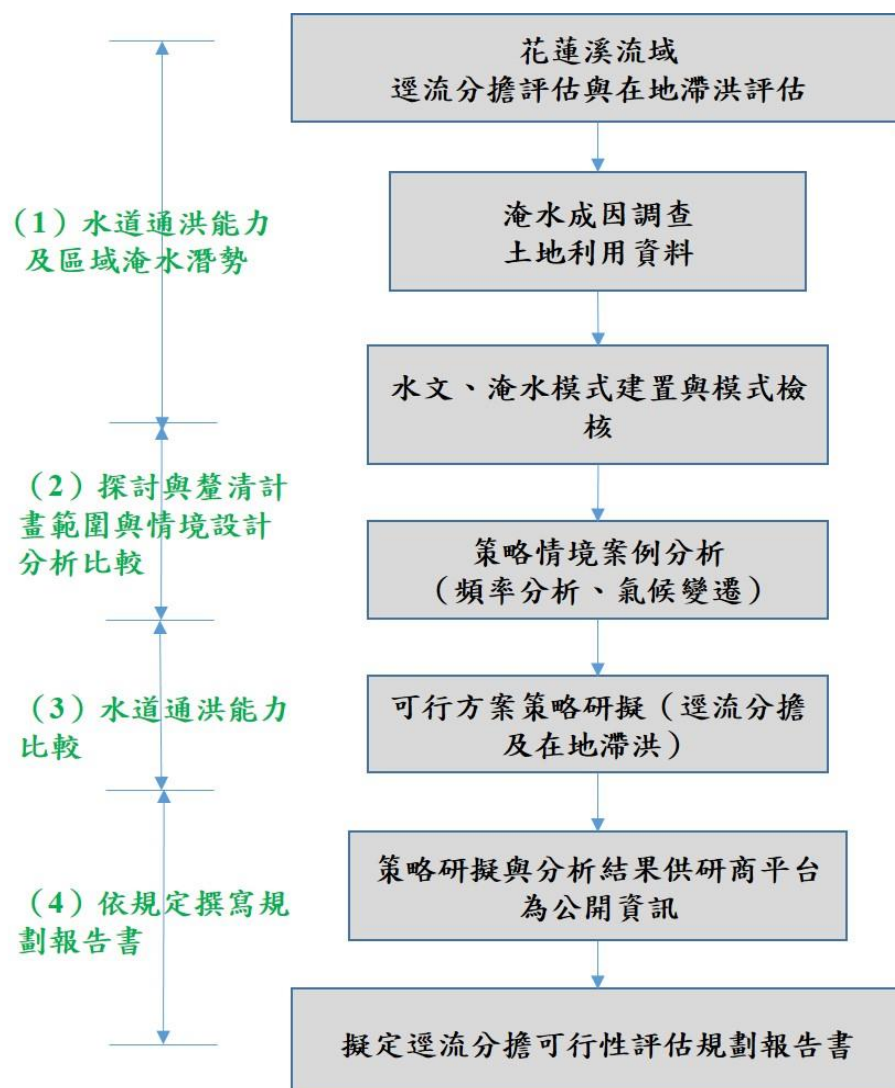 花蓮溪流域
逕流分擔評估與在地滯洪評估
（1）水道通洪能力
及區域淹水潛勢
淹水成因調查
土地利用資料
水文、淹水模式建置與模式檢
核
（2）探討與釐清計
畫範圍與情境設計
分析比較
策略情境案例分析
（頻率分析、氣候變遷）
（3）水道通洪能力
比較
可行方案策略研擬（逕流分擔
及在地滯洪）
（4）依規定撰寫規
劃報告書
策略研擬與分析結果供研商平台
為公開資訊
擬定逕流分擔可行性評估規劃報告書